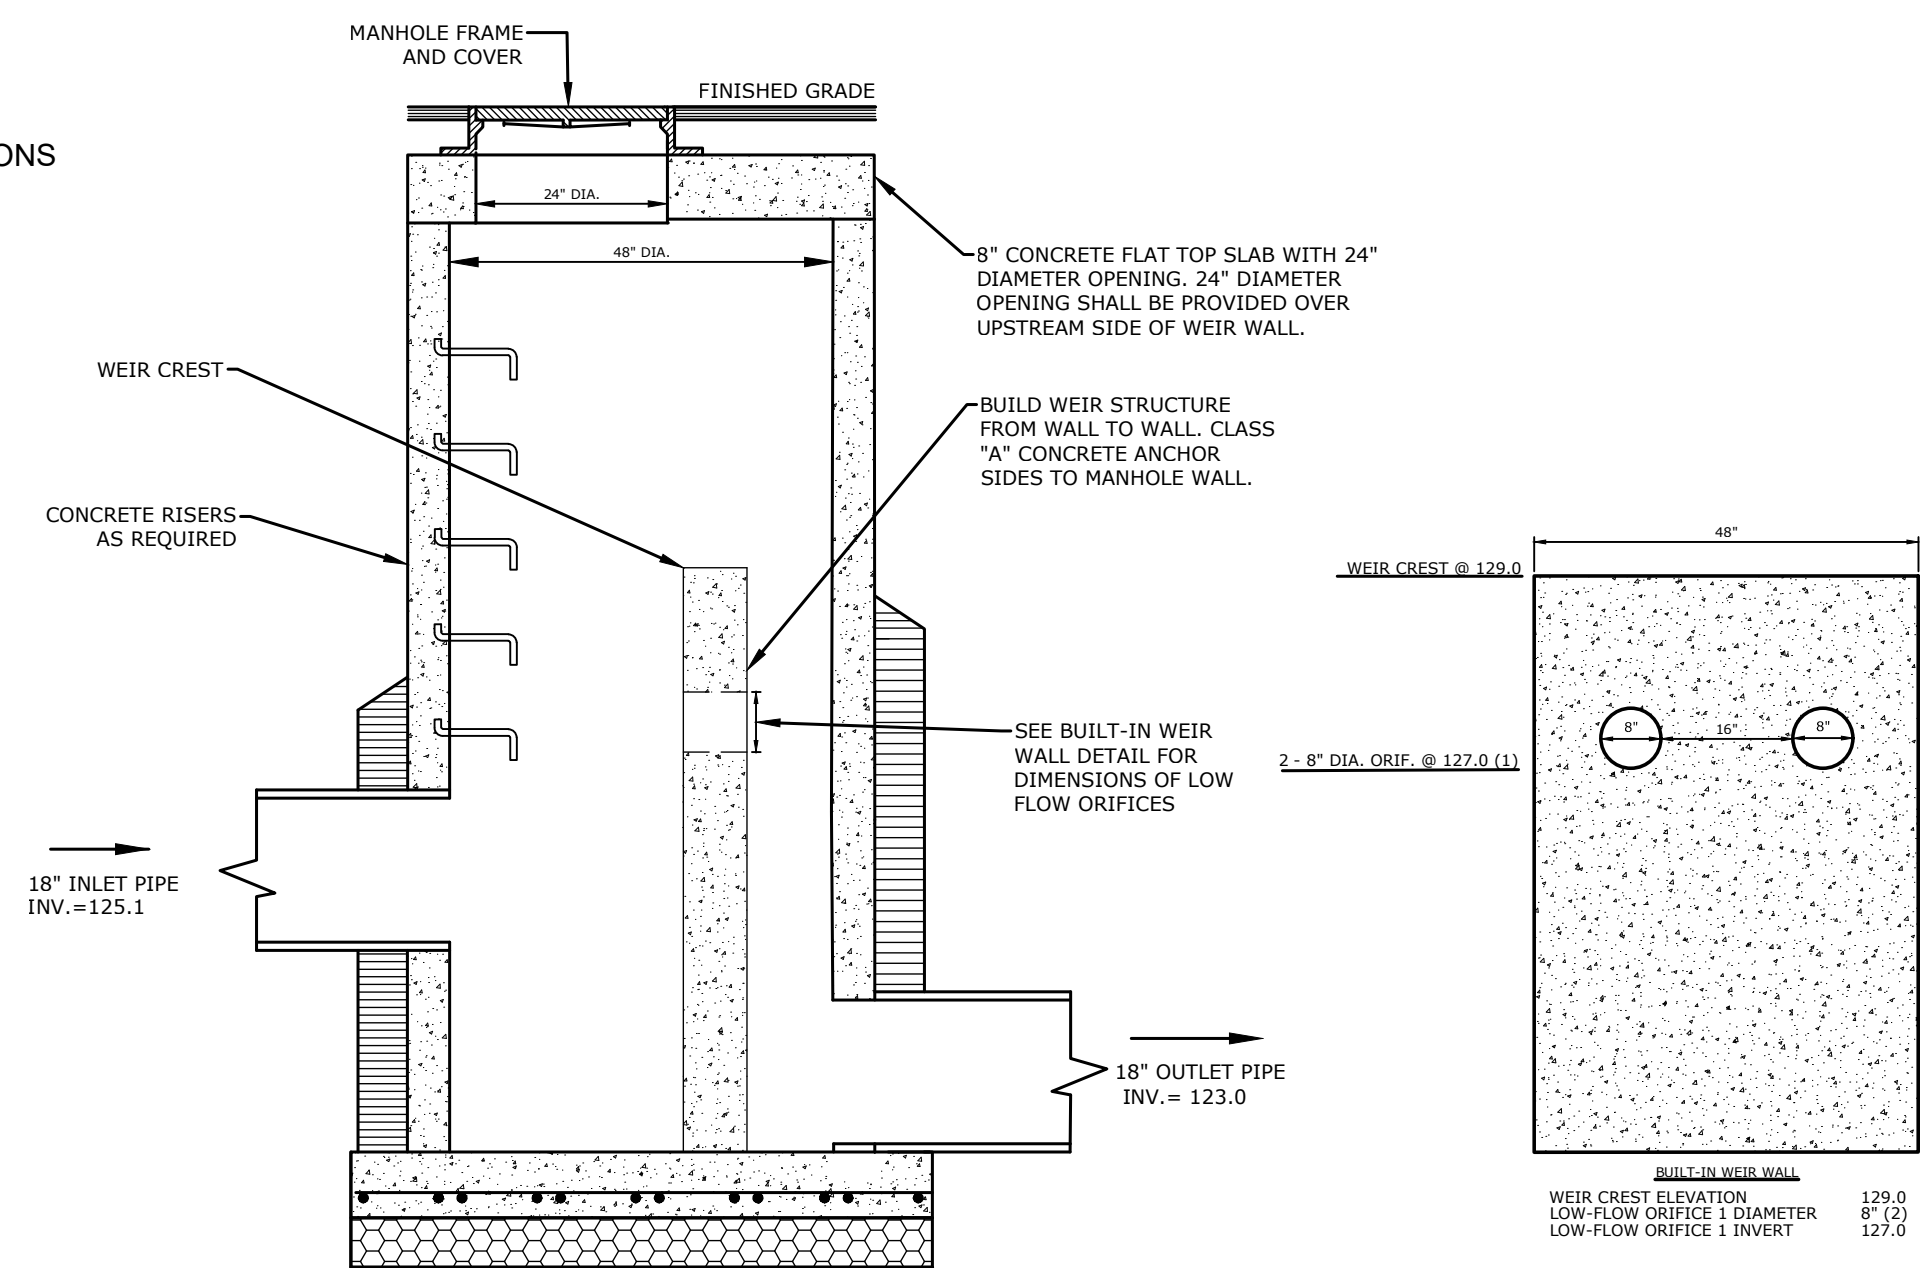 MANHOLE FRAME
AND COVER
FINISHED GRADE
ONS
24" DIA.
48" DIA.
8" CONCRETE FLAT TOP SLAB WITH 24"
DIAMETER OPENING. 24" DIAMETER
OPENING SHALL BE PROVIDED OVER
UPSTREAM SIDE OF WEIR WALL.
WEIR CREST
BUILD WEIR STRUCTURE
FROM WALL TO WALL. CLASS
"A" CONCRETE ANCHOR
SIDES TO MANHOLE WALL.
CONCRETE RISERS
AS REQUIRED
SEE BUILT-IN WEIR
WALL DETAIL FOR
DIMENSIONS OF LOW
FLOW ORIFICES
18" INLET PIPE
INV.=125.1
18" OUTLET PIPE
INV.= 123.0
48"
WEIR CREST @ 129.0
8"
16"
8"
2 - 8" DIA. ORIF. @ 127.0 (1)
BUILT-IN WEIR WALL
WEIR CREST ELEVATION 129.0
LOW-FLOW ORIFICE 1 DIAMETER 8" (2)
LOW-FLOW ORIFICE 1 INVERT 127.0